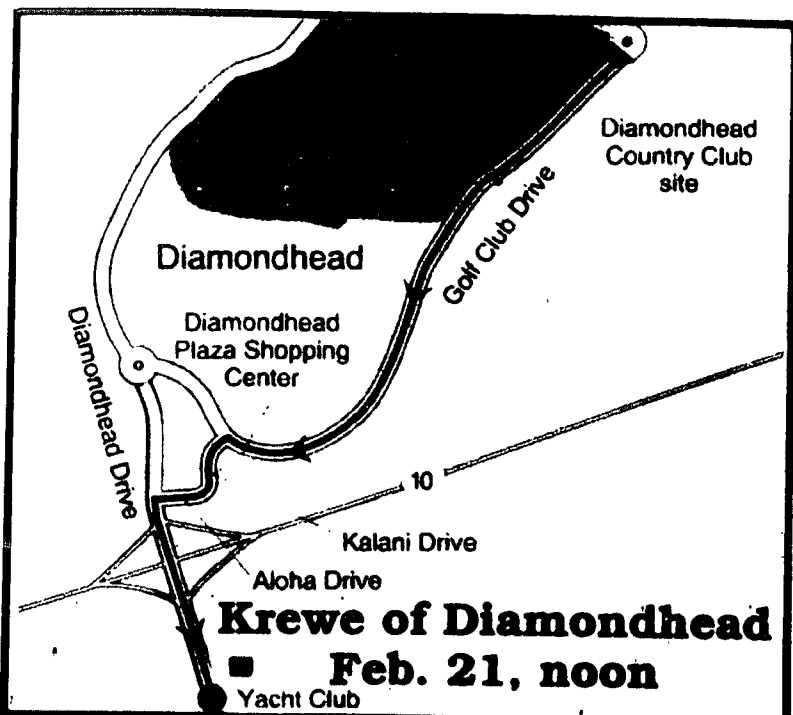 Diamondhead
Country Club
site
Golf Club Drive
Diamondhead
Diamondhead
Plaza Shopping
Center
Diamondhead Drive
10
Kalani Drive
Aloha Drive
Krewe of Diamondhead
Feb. 21, noon
Yacht Club